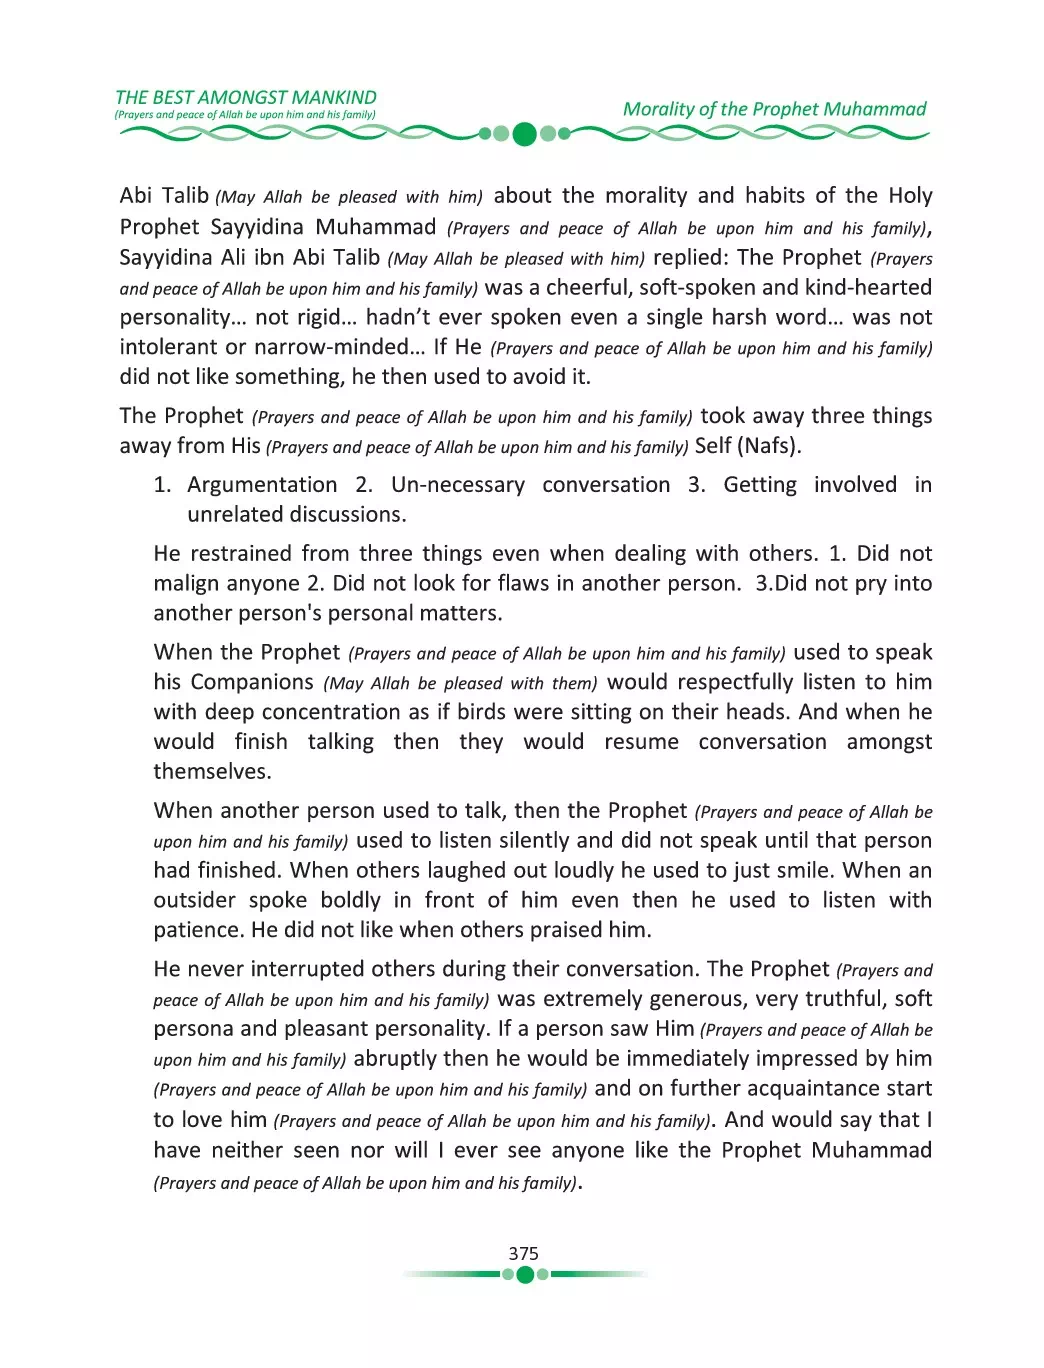 THE BEST AMONGST MANKIND
(Prayers and peace of Allah be upon him and his family)
Morality of the Prophet Muhammad
Abi Talib (May Allah be pleased with him) about the morality and habits of the Holy
Prophet Sayyidina Muhammad (Prayers and peace of Allah be upon him and his family),
Sayyidina Ali ibn Abi Talib (May Allah be pleased with him) replied: The Prophet (Prayers
and peace of Allah be upon him and his family) was a cheerful, soft-spoken and kind-hearted
personality... not rigid... hadn't ever spoken even a single harsh word... was not
intolerant or narrow-minded... If He (Prayers and peace of Allah be upon him and his family)
did not like something, he then used to avoid it.
The Prophet (Prayers and peace of Allah be upon him and his family) took away three things
away from His (Prayers and peace of Allah be upon him and his family) Self (Nafs).
1. Argumentation 2. Un-necessary conversation 3. Getting involved in
unrelated discussions.
He restrained from three things even when dealing with others. 1. Did not
malign anyone 2. Did not look for flaws in another person. 3.Did not pry into
another person's personal matters.
When the Prophet (Prayers and peace of Allah be upon him and his family) used to speak
his Companions (May Allah be pleased with them) would respectfully listen to him
with deep concentration as if birds were sitting on their heads. And when he
would finish talking then they would resume conversation amongst
themselves.
When another person used to talk, then the Prophet (Prayers and peace of Allah be
upon him and his family) used to listen silently and did not speak until that person
had finished. When others laughed out loudly he used to just smile. When an
outsider spoke boldly in front of him even then he used to listen with
patience. He did not like when others praised him.
He never interrupted others during their conversation. The Prophet (Prayers and
peace of Allah be upon him and his family) was extremely generous, very truthful, soft
persona and pleasant personality. If a person saw Him (Prayers and peace of Allah be
upon him and his family) abruptly then he would be immediately impressed by him
(Prayers and peace of Allah be upon him and his family) and on further acquaintance start
to love him (Prayers and peace of Allah be upon him and his family). And would say that I
have neither seen nor will I ever see anyone like the Prophet Muhammad
(Prayers and peace of Allah be upon him and his family).
375